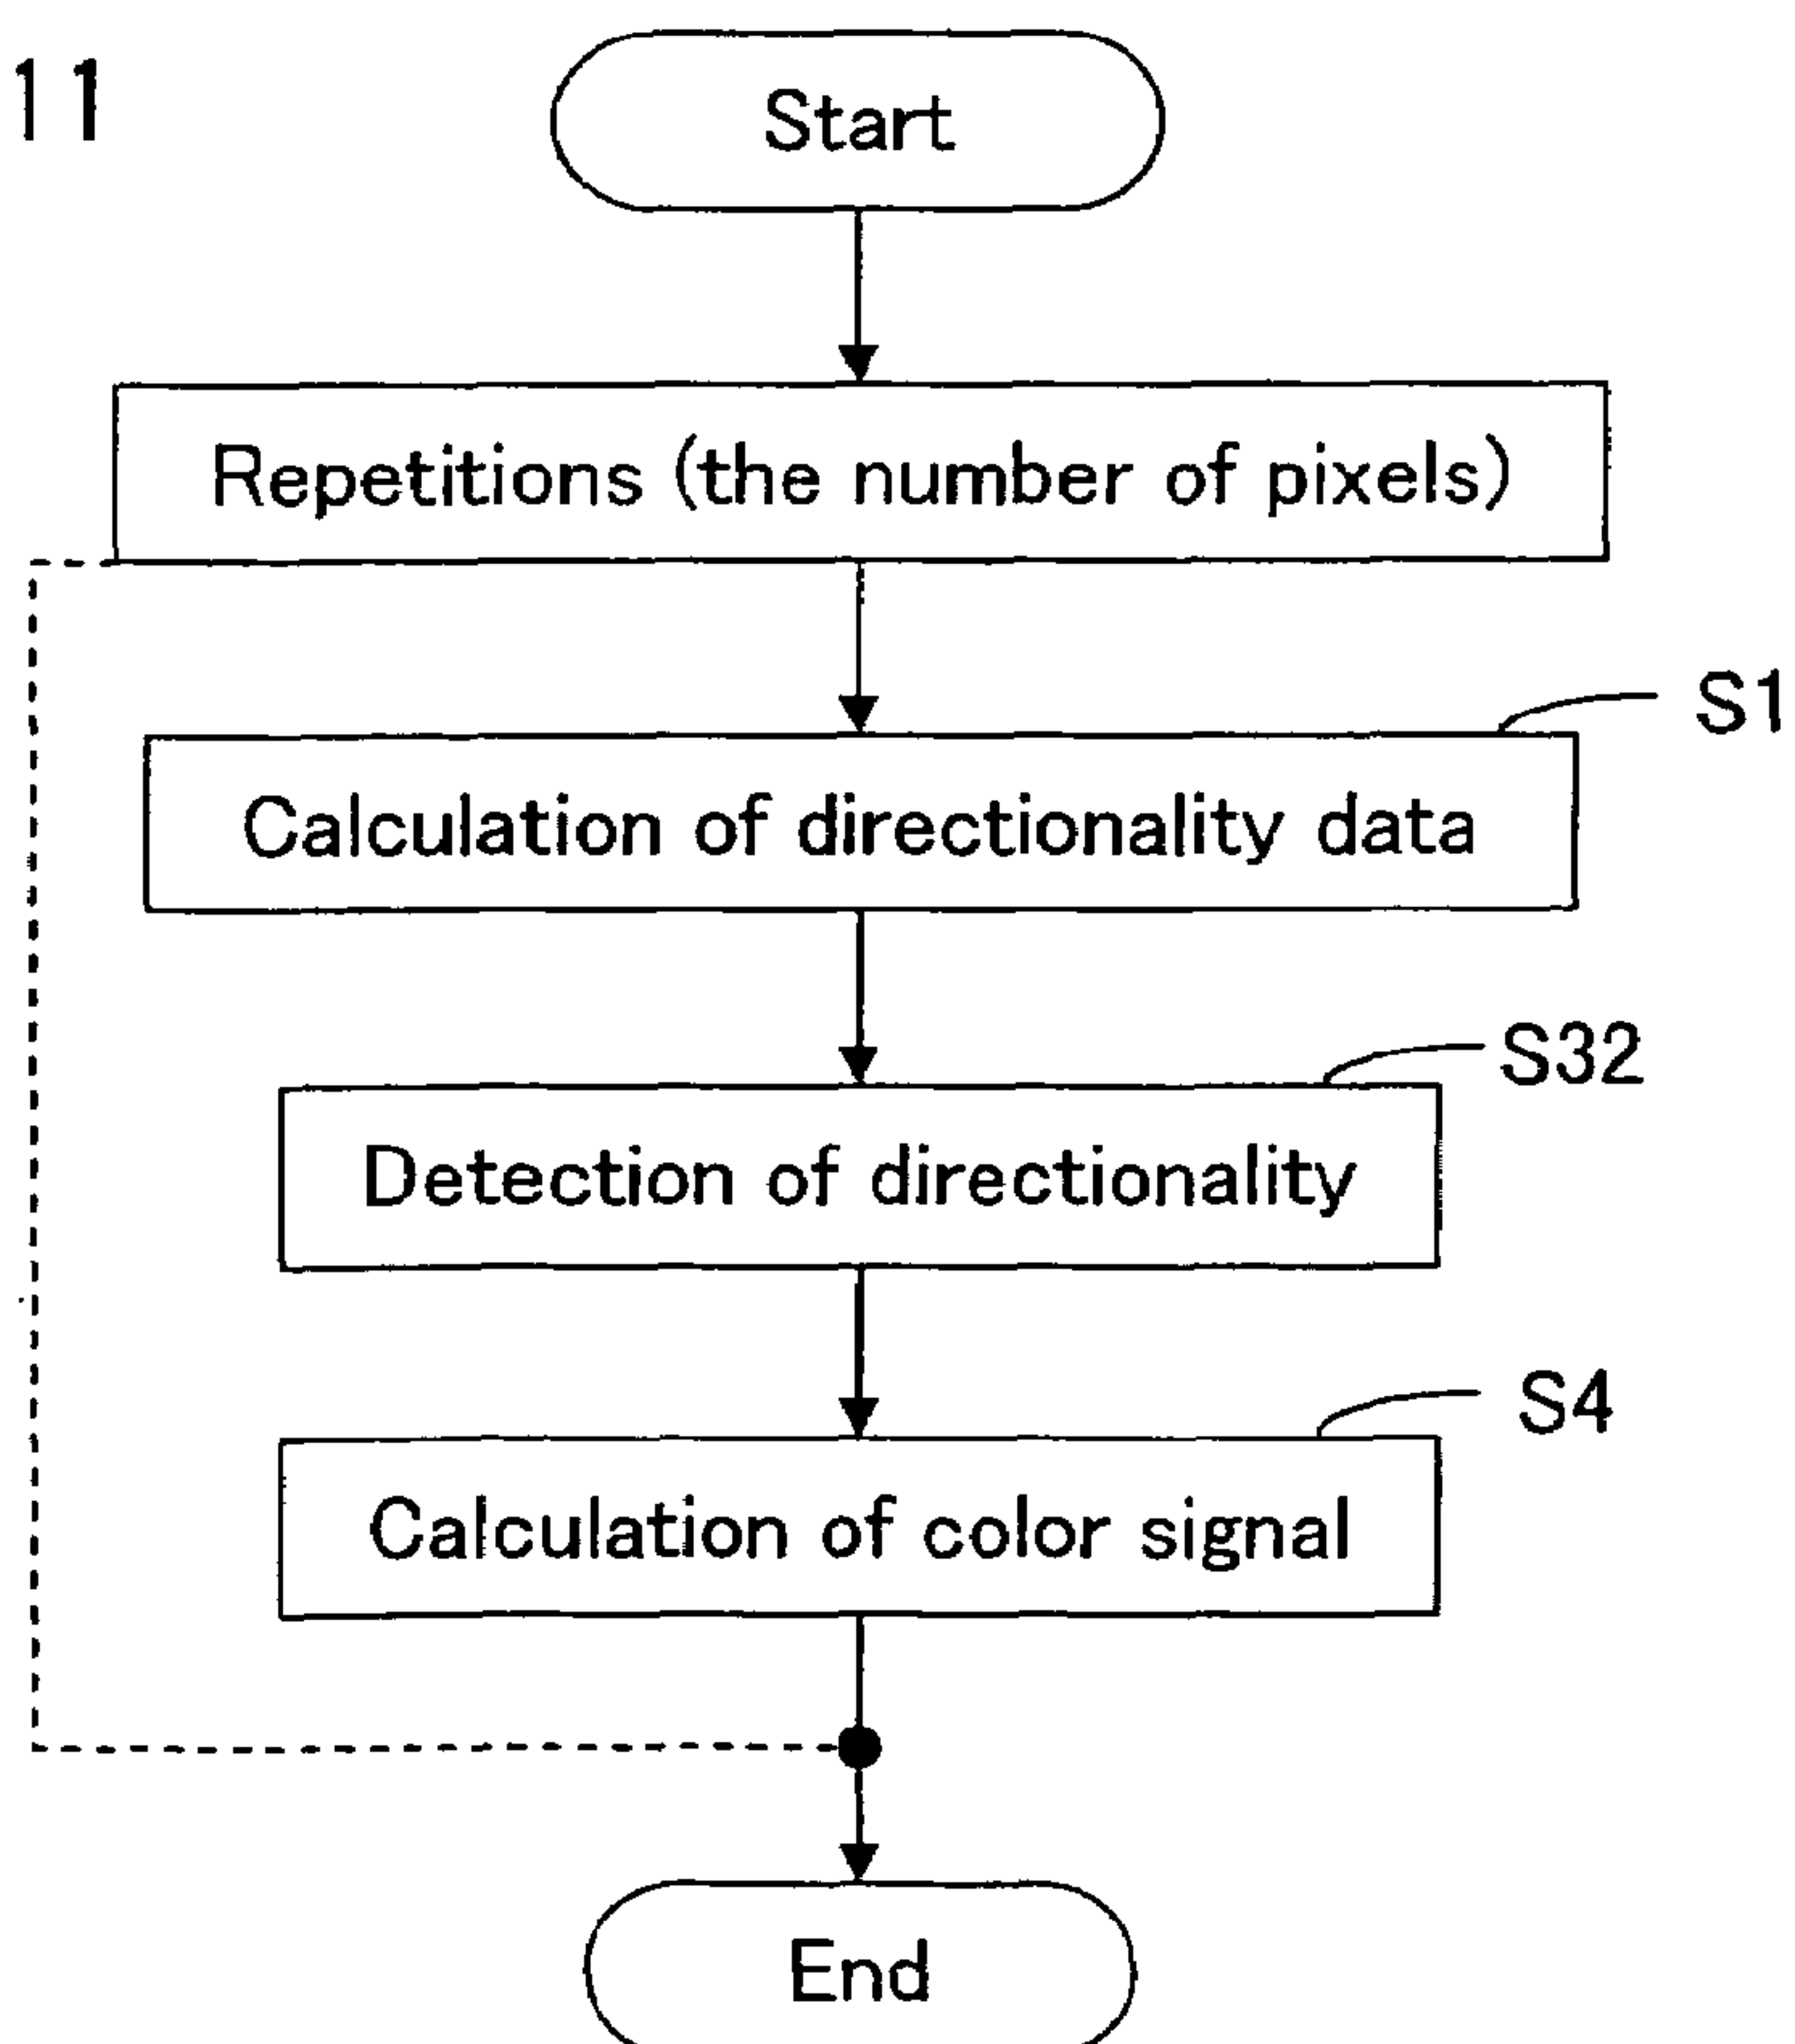 11
Start
Repetitions (the number of pixels)
S1
Calculation of directionality data
S32
Detection of directionality
S4
Calculation of color signal
End